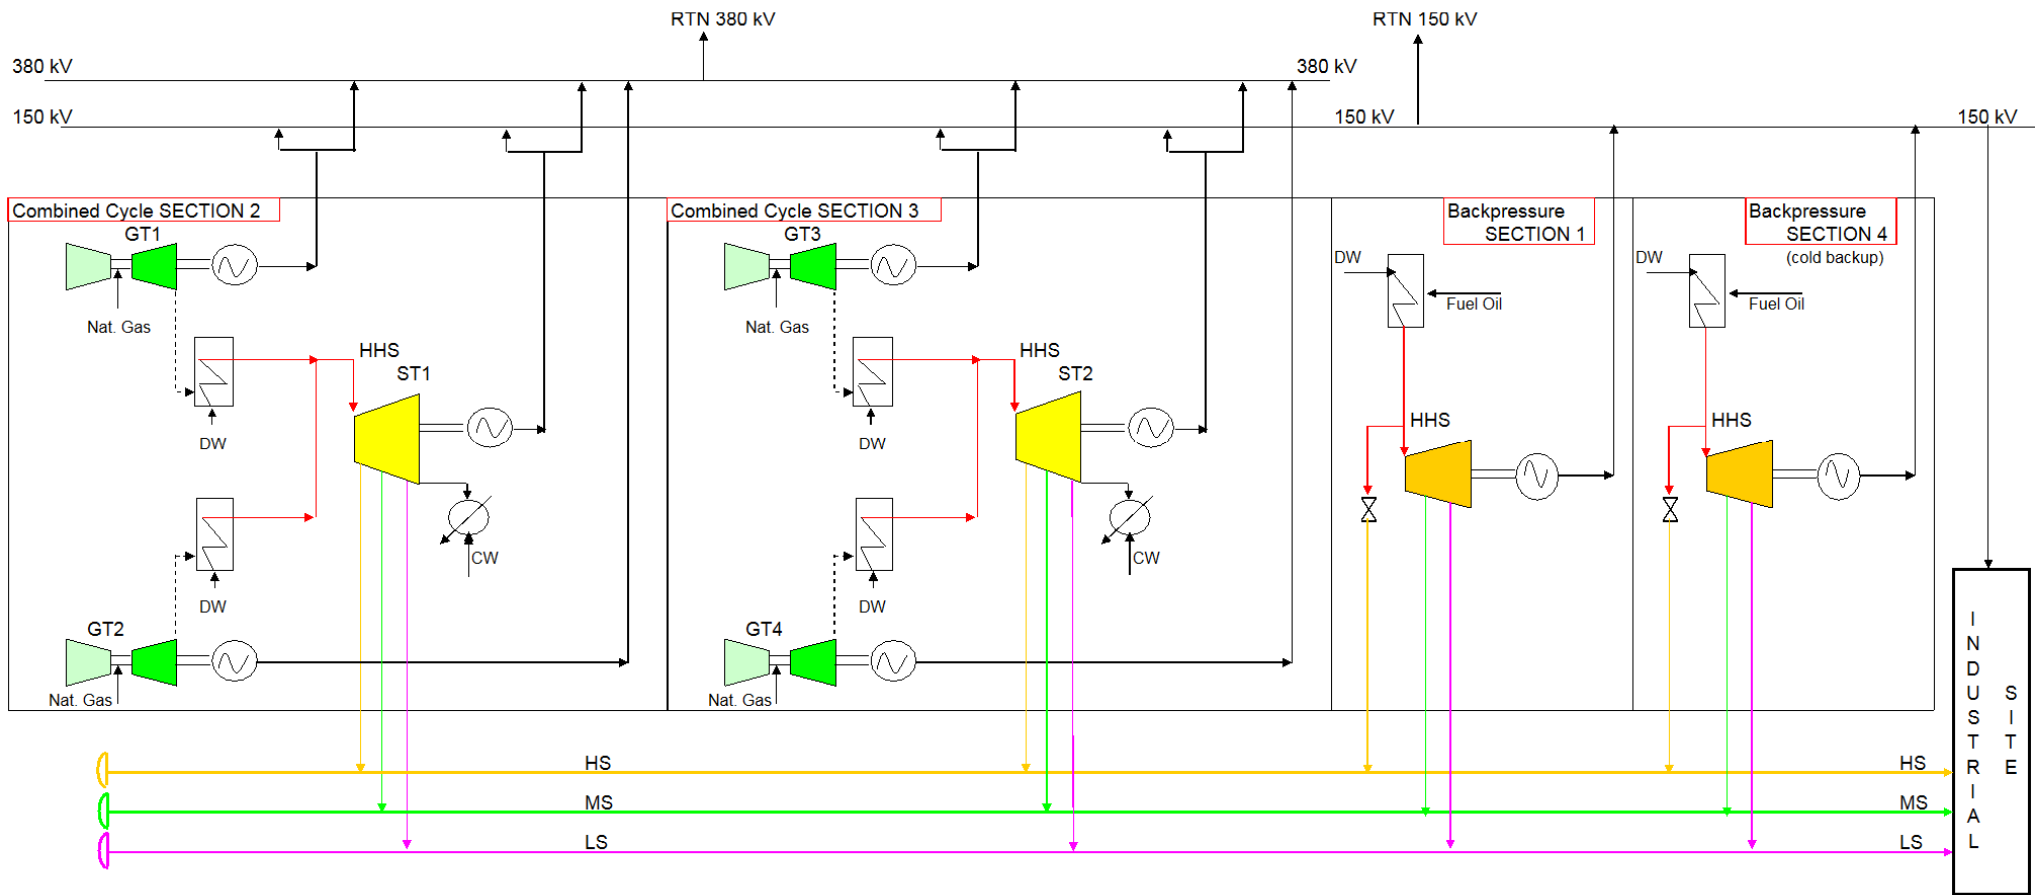 RTN 380 kV
RTN 150 kV
380 kV
380 kV
150 kV
150 kV
150 kV
Combined Cycle SECTION 2
Combined Cycle SECTION 3
Backpressure
SECTION 1
Backpressure
SECTION 4
(cold backup)
GT1
GT3
DW
DW
Fuel Oil
Fuel Oil
Nat. Gas
Nat. Gas
HHS
ST1
HHS
ST2
HHS
HHS
DW
DW
CW
CW
DW
DW
GT2
GT4
Nat. Gas
Nat. Gas
INDUSTRIAL
SITE
HS
HS
MS
MS
LS
LS